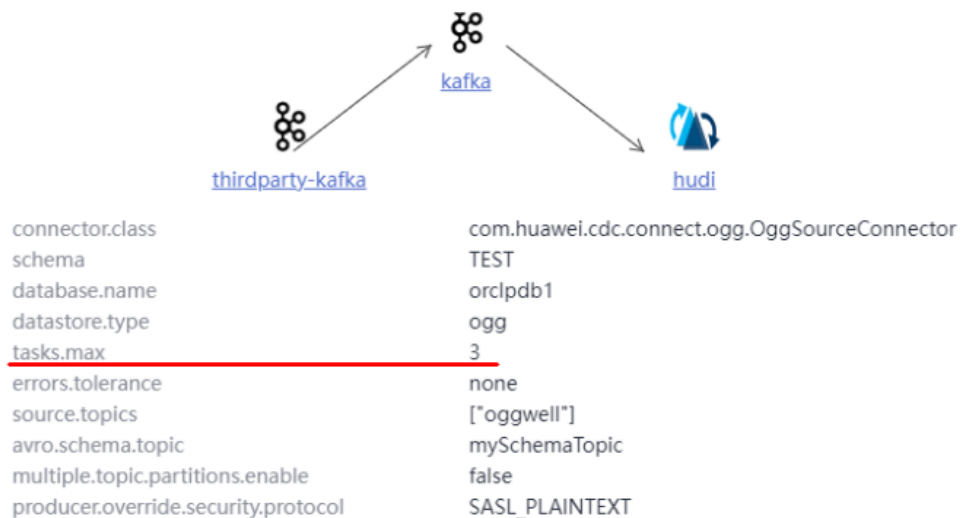 kafka
thirdparty-kafka
hudi
connector.class com.huawei.cdc.connect.ogg.OggSourceConnector
schema TEST
database.name orclpdb1
datastore.type ogg
tasks.max 3
errors.tolerance none
source.topics ["oggwell"]
avro.schema.topic mySchemaTopic
multiple.topic.partitions.enable false
producer.override.security.protocol SASL_PLAINTEXT